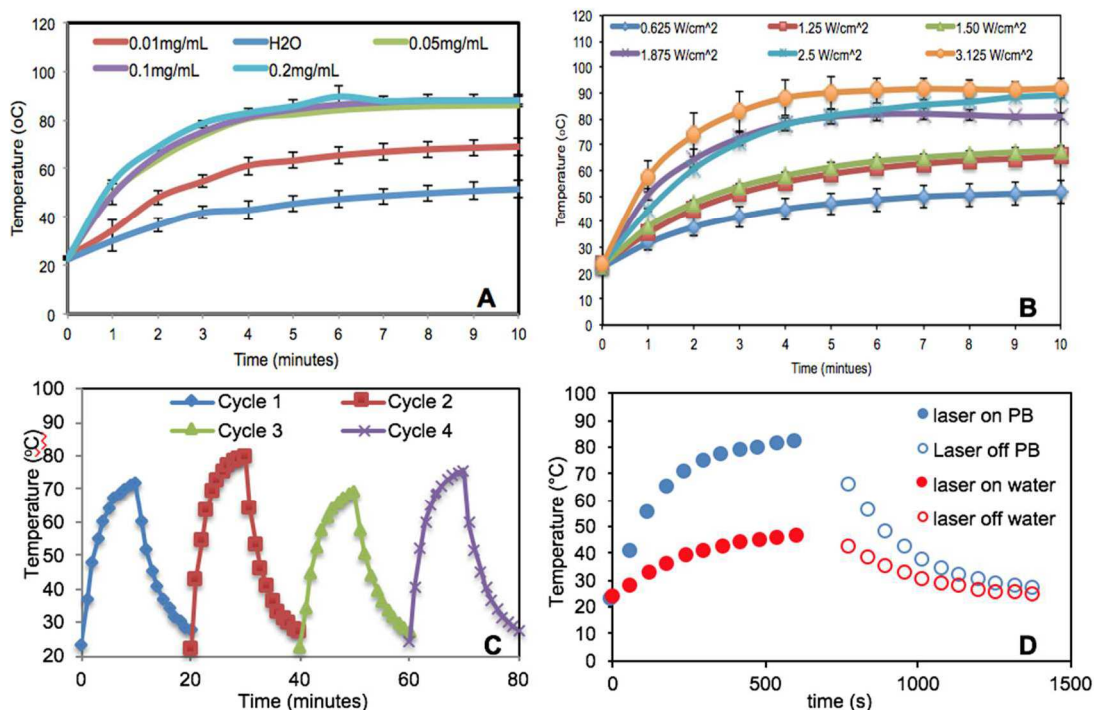 120
100
80
60
40
20
0
Temperature (oC)
0.01mg/mL H2O 0.05mg/mL
0.1mg/mL 0.2mg/mL
A
0 1 2 3 4 5 6 7 8 9 10
Time (minutes)
120
110
100
90
80
70
60
50
40
30
20
10
0
Temperature (oC)
0.625 W/cm^2 1.25 W/cm^2 1.50 W/cm^2
1.875 W/cm^2 2.5 W/cm^2 3.125 W/cm^2
B
0 1 2 3 4 5 6 7 8 9 10
Time (mintues)
100
90
80
70
60
50
40
30
20
Temperature (ºC)
Cycle 1 Cycle 2
Cycle 3 Cycle 4
C
0 20 40 60 80
Time (minutes)
100
90
80
70
60
50
40
30
20
10
0
Temperature (°C)
laser on PB
Laser off PB
laser on water
laser off water
D
0 500 1000 1500
time (s)